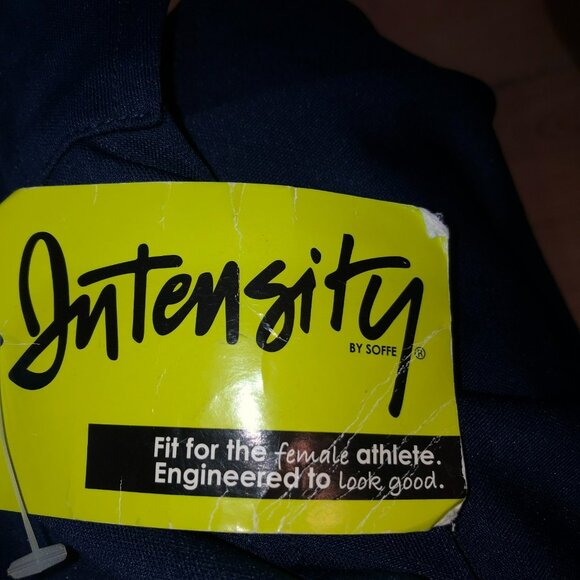 Intensity
BY SOFFE ®
Fit for the female athlete.
Engineered to look good.